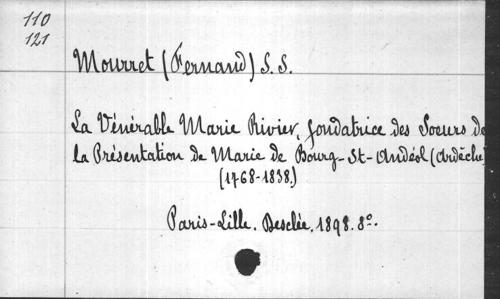 110
121
Mourret (Fernand) S. S.
La Vénérable Marie Rivier, fondatrice des Soeurs de
la Présentation de Marie de Bourg-St-Andéol (Ardèche)
(1768-1838.)
Paris-Lille. Desclée. 1898. 8º.